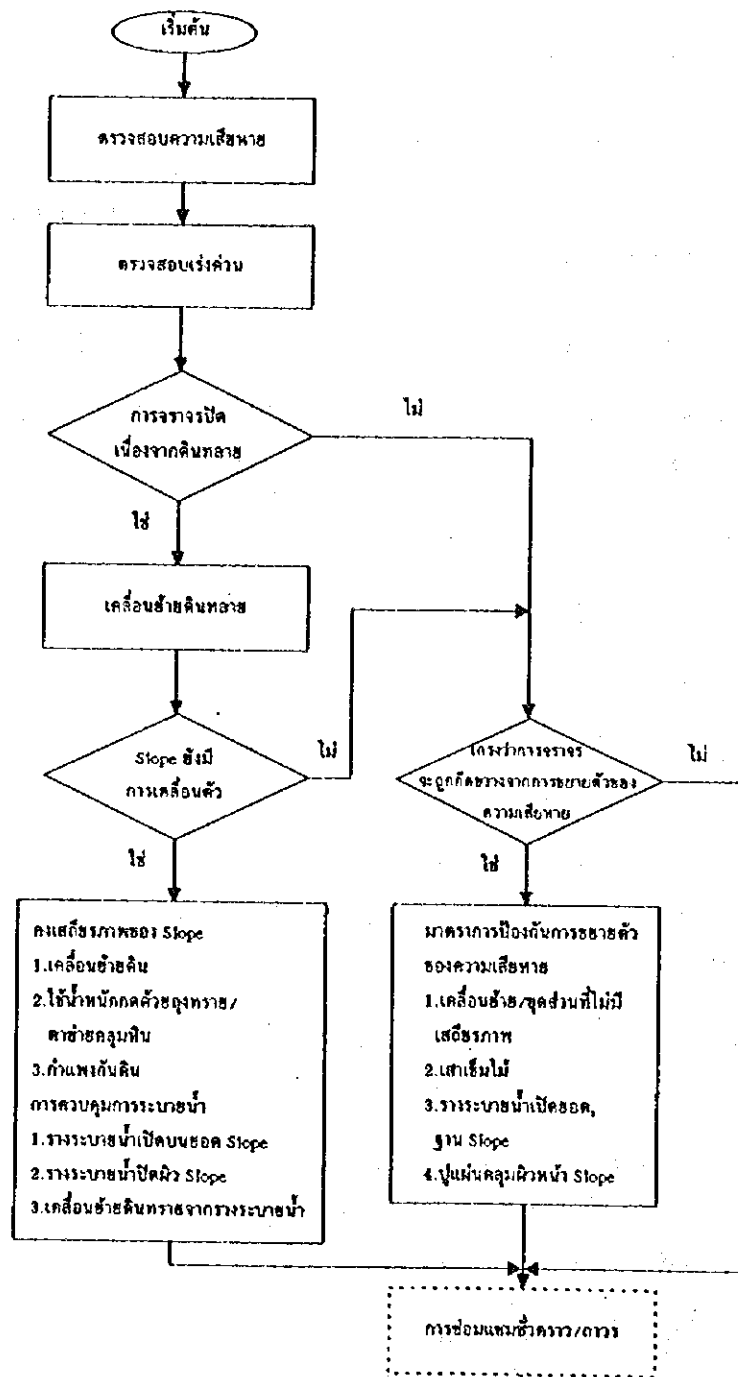 เริ่มต้น
ตรวจสอบความเสียหาย
ตรวจสอบเร่งด่วน
การจราจรปิด
เนื่องจากดินทลาย
ไม่
ใช่
เคลื่อนย้ายดินทลาย
Slope ยังมี
การเคลื่อนตัว
ไม่
ใช่
เกรงว่าการจราจร
จะถูกกีดขวางจากการขยายตัวของ
ความเสียหาย
ไม่
ใช่
คงเสถียรภาพของ Slope
1.เคลื่อนย้ายดิน
2.ใช้น้ำหนักกดด้วยถุงทราย/
ตาข่ายคลุมหิน
3.กำแพงกันดิน
การควบคุมการระบายน้ำ
1.รางระบายน้ำเปิดบนยอด Slope
2.รางระบายน้ำปิดผิว Slope
3.เคลื่อนย้ายดินทรายจากรางระบายน้ำ
มาตราการป้องกันการขยายตัว
ของความเสียหาย
1.เคลื่อนย้าย/ขุดส่วนที่ไม่มี
เสถียรภาพ
2.เสาเข็มไม้
3.รางระบายน้ำเปิดยอด,
ฐาน Slope
4.ปูแผ่นคลุมผิวหน้า Slope
การซ่อมแซมชั่วคราว/ถาวร